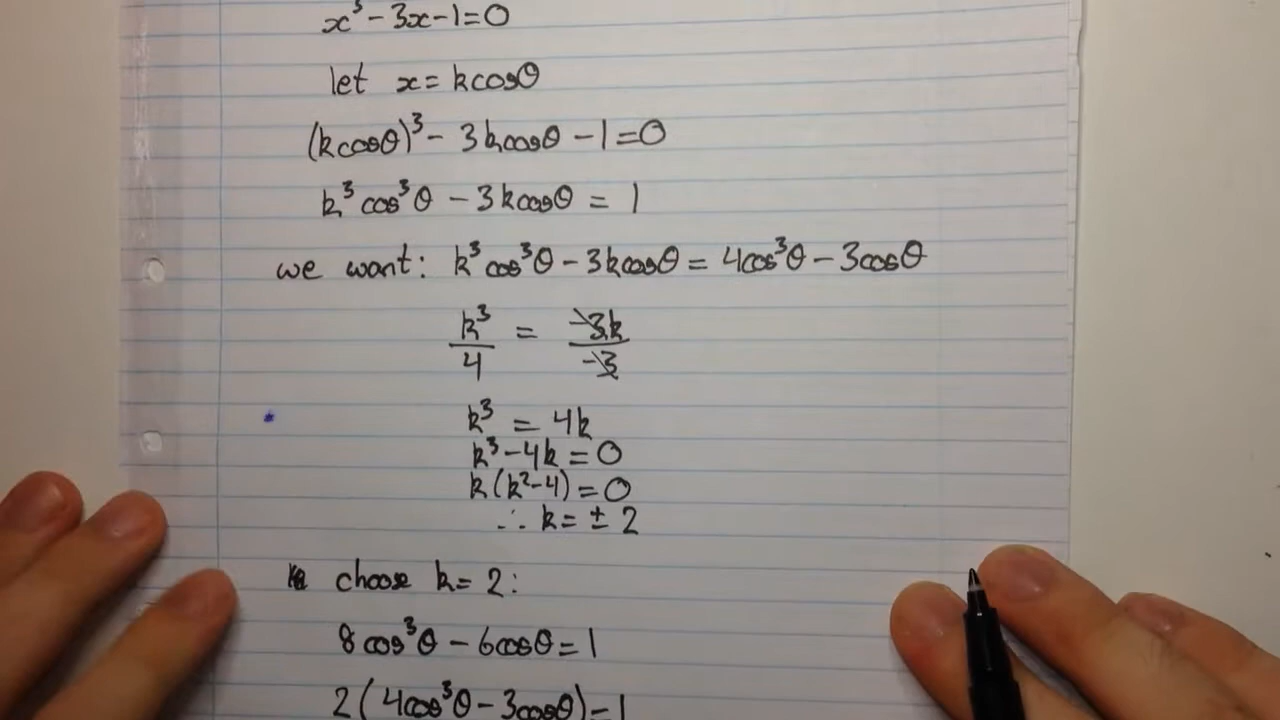 x³ - 3x - 1 = 0
let x = kcosθ
(kcosθ)³ - 3kcosθ - 1 = 0
k³cos³θ - 3kcosθ = 1
we want: k³cos³θ - 3kcosθ = 4cos³θ - 3cosθ
k³/4 = -3k/-3
k³ = 4k
k³ - 4k = 0
k(k² - 4) = 0
∴ k = ± 2
choose k = 2:
8cos³θ - 6cosθ = 1
2(4cos³θ - 3cosθ) = 1